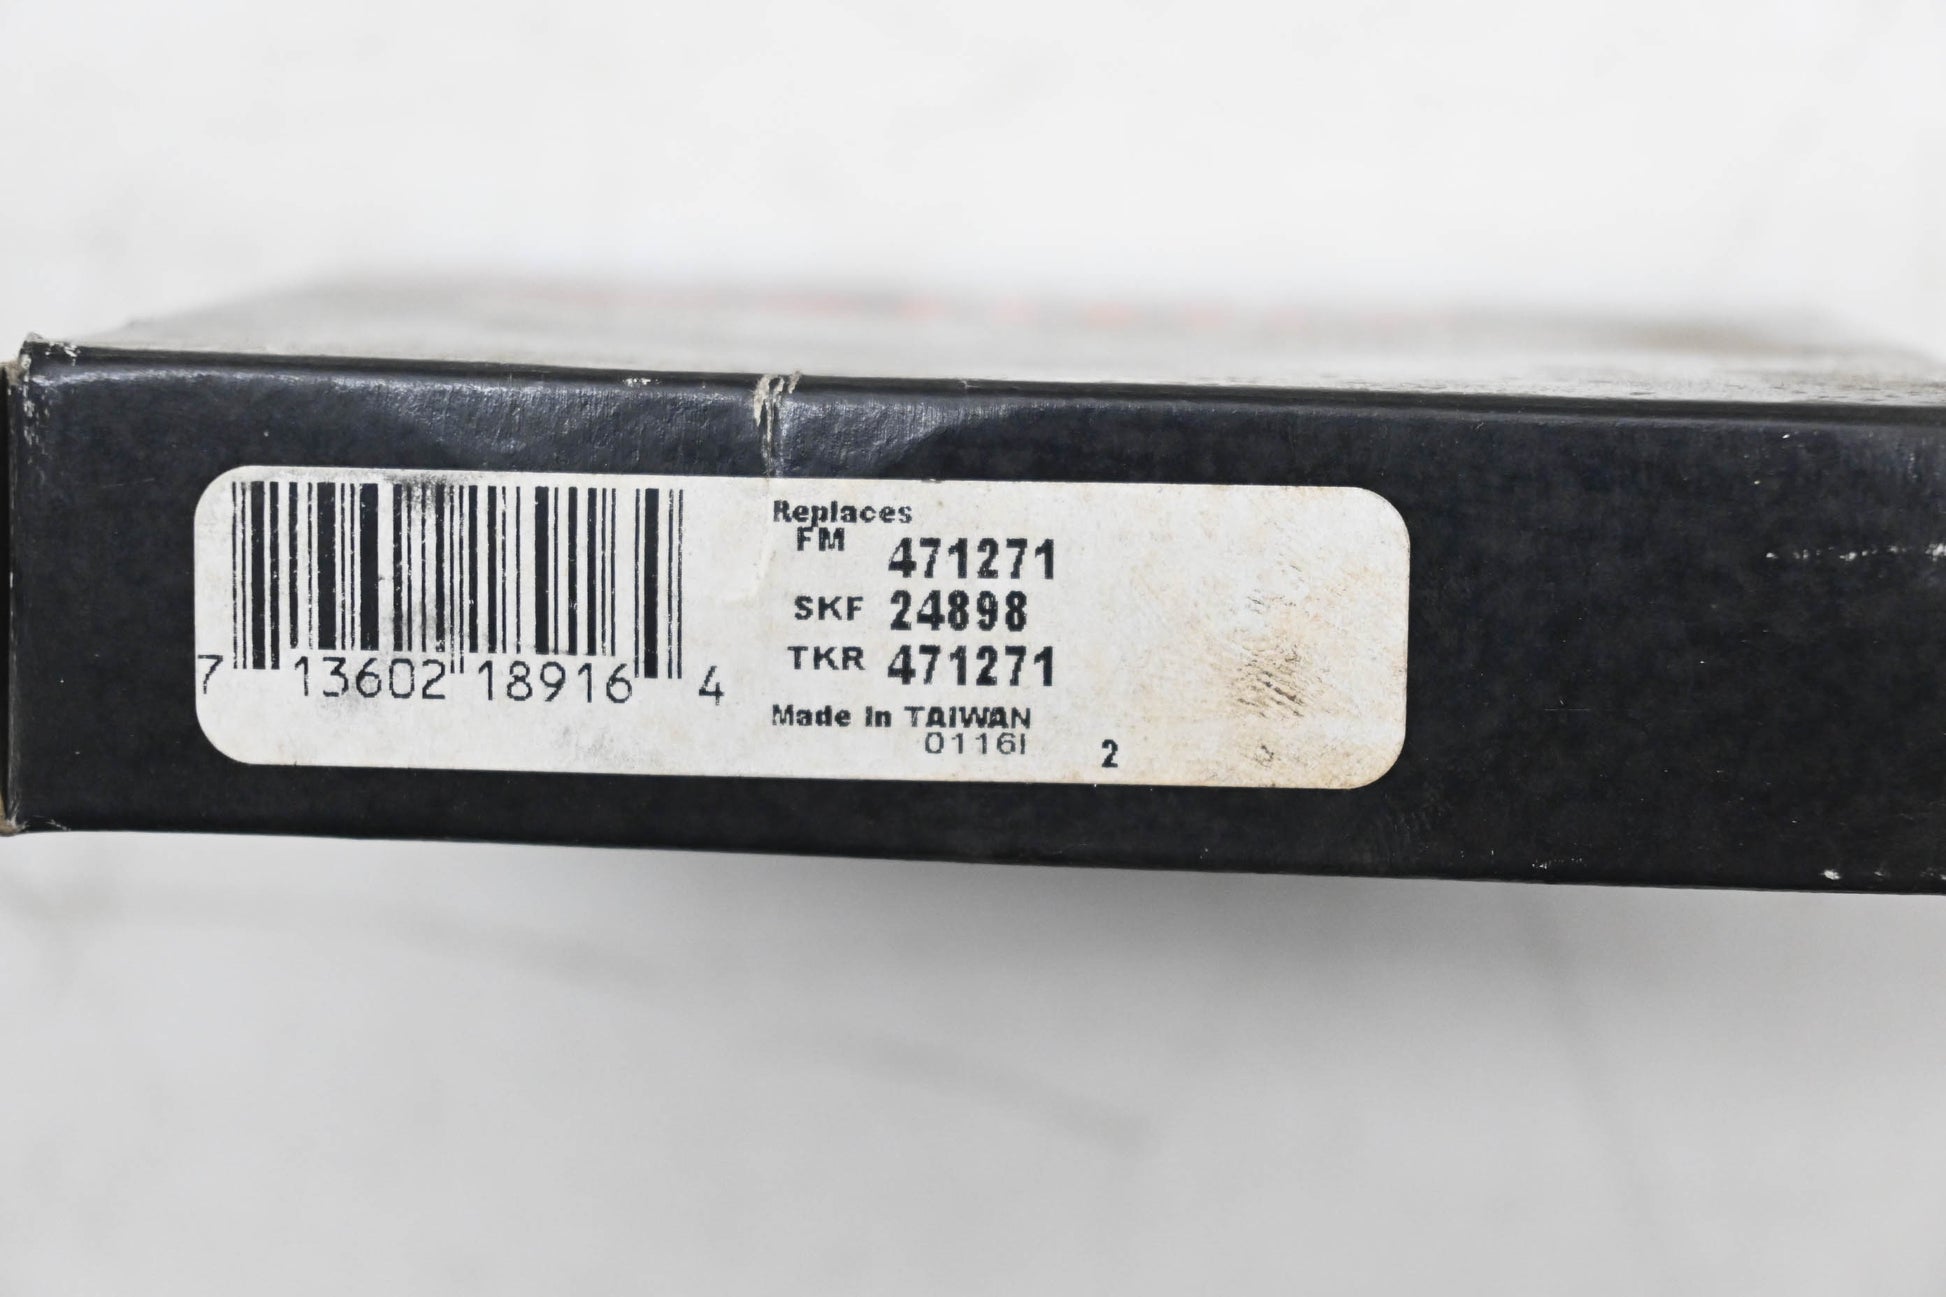 7 13602 18916 4
Replaces
FM 471271
SKF 24898
TKR 471271
Made in TAIWAN
0116I 2